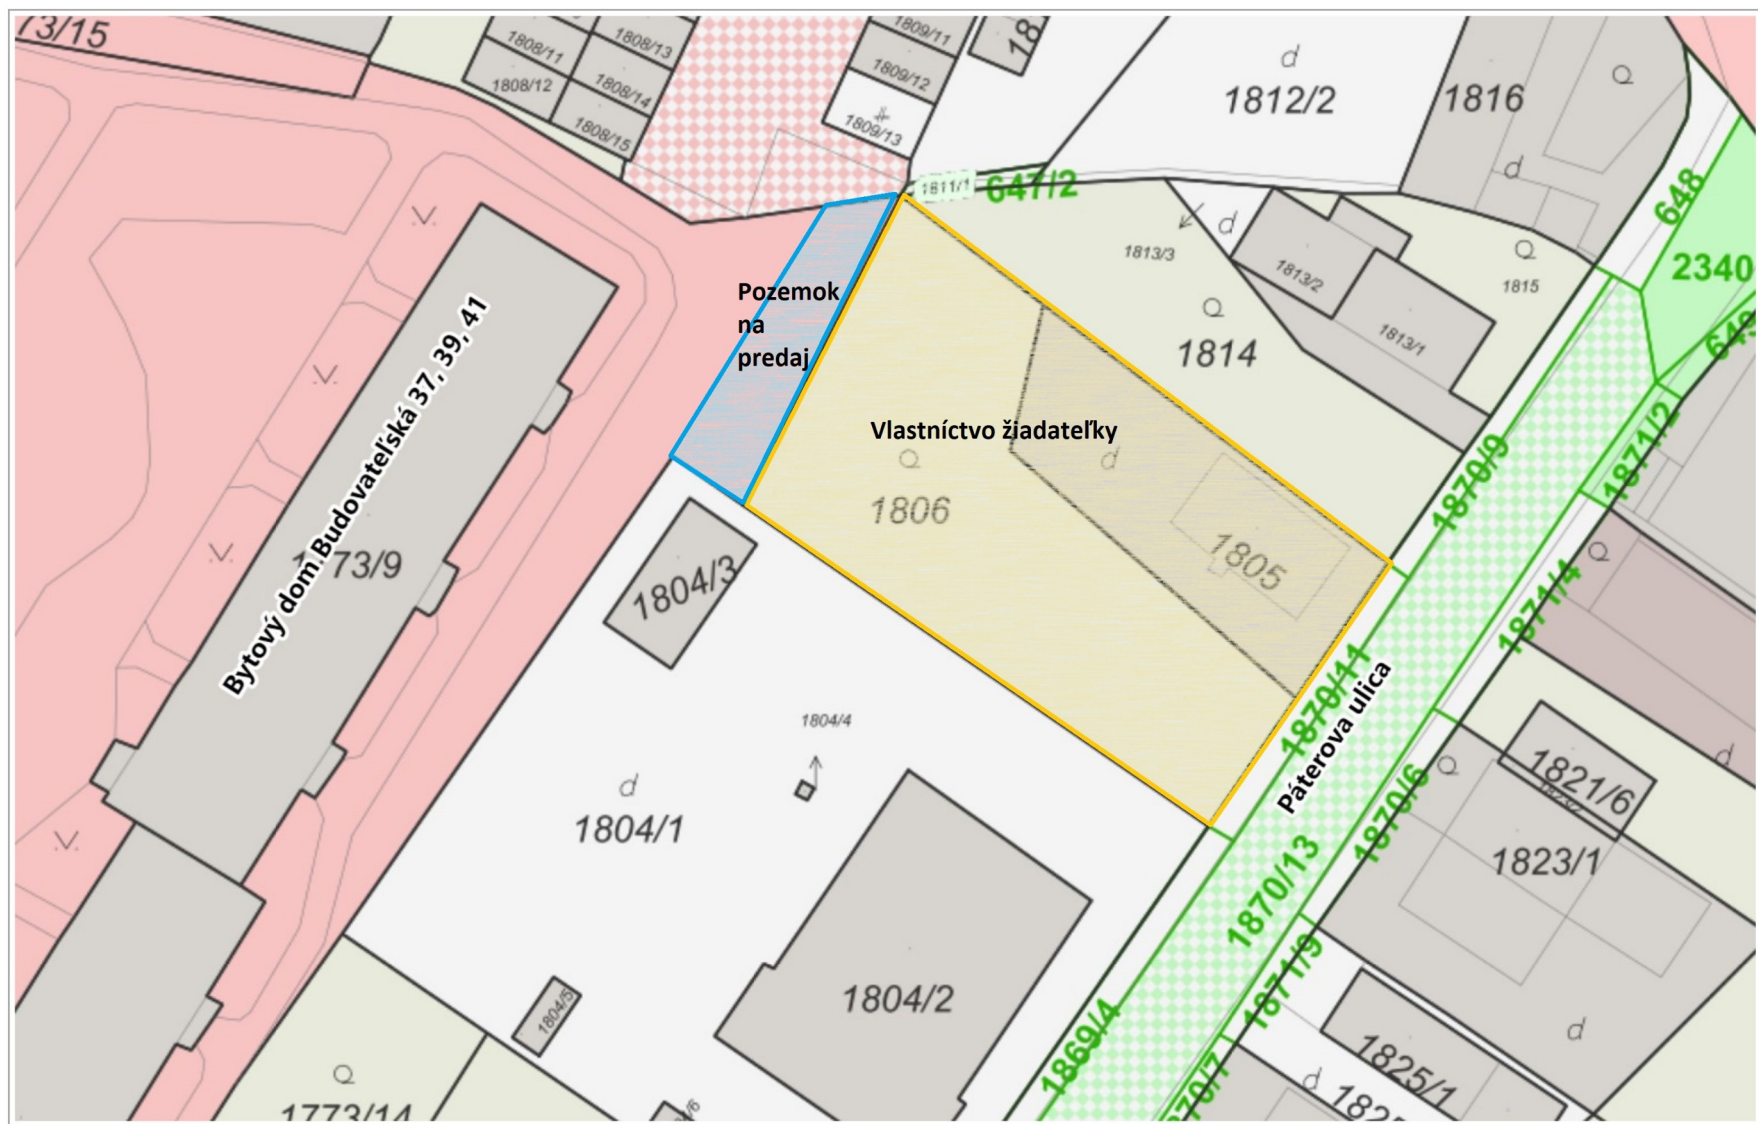 73/15
1808/11
1808/13
1808/12
1808/14
1808/15
1809/11
1809/12
1809/13
18
d
1812/2
1816
Q
d
1811/1
647/2
648
2340
1813/3
d
1813/2
Q
1815
1813/1
Q
1814
Pozemok
na
predaj
Bytový dom Budovateľská 37, 39, 41
73/9
Vlastníctvo žiadateľky
Q
1806
d
1805
1870/9
1871/2
1804/3
Q
1871/4
1804/4
d
1804/1
1870/11
Páterova ulica
1870/6
Q
d
1821/6
1823/1
1870/13
1804/2
1804/5
1871/9
1869/4
d
1825/1
d
Q
1773/14